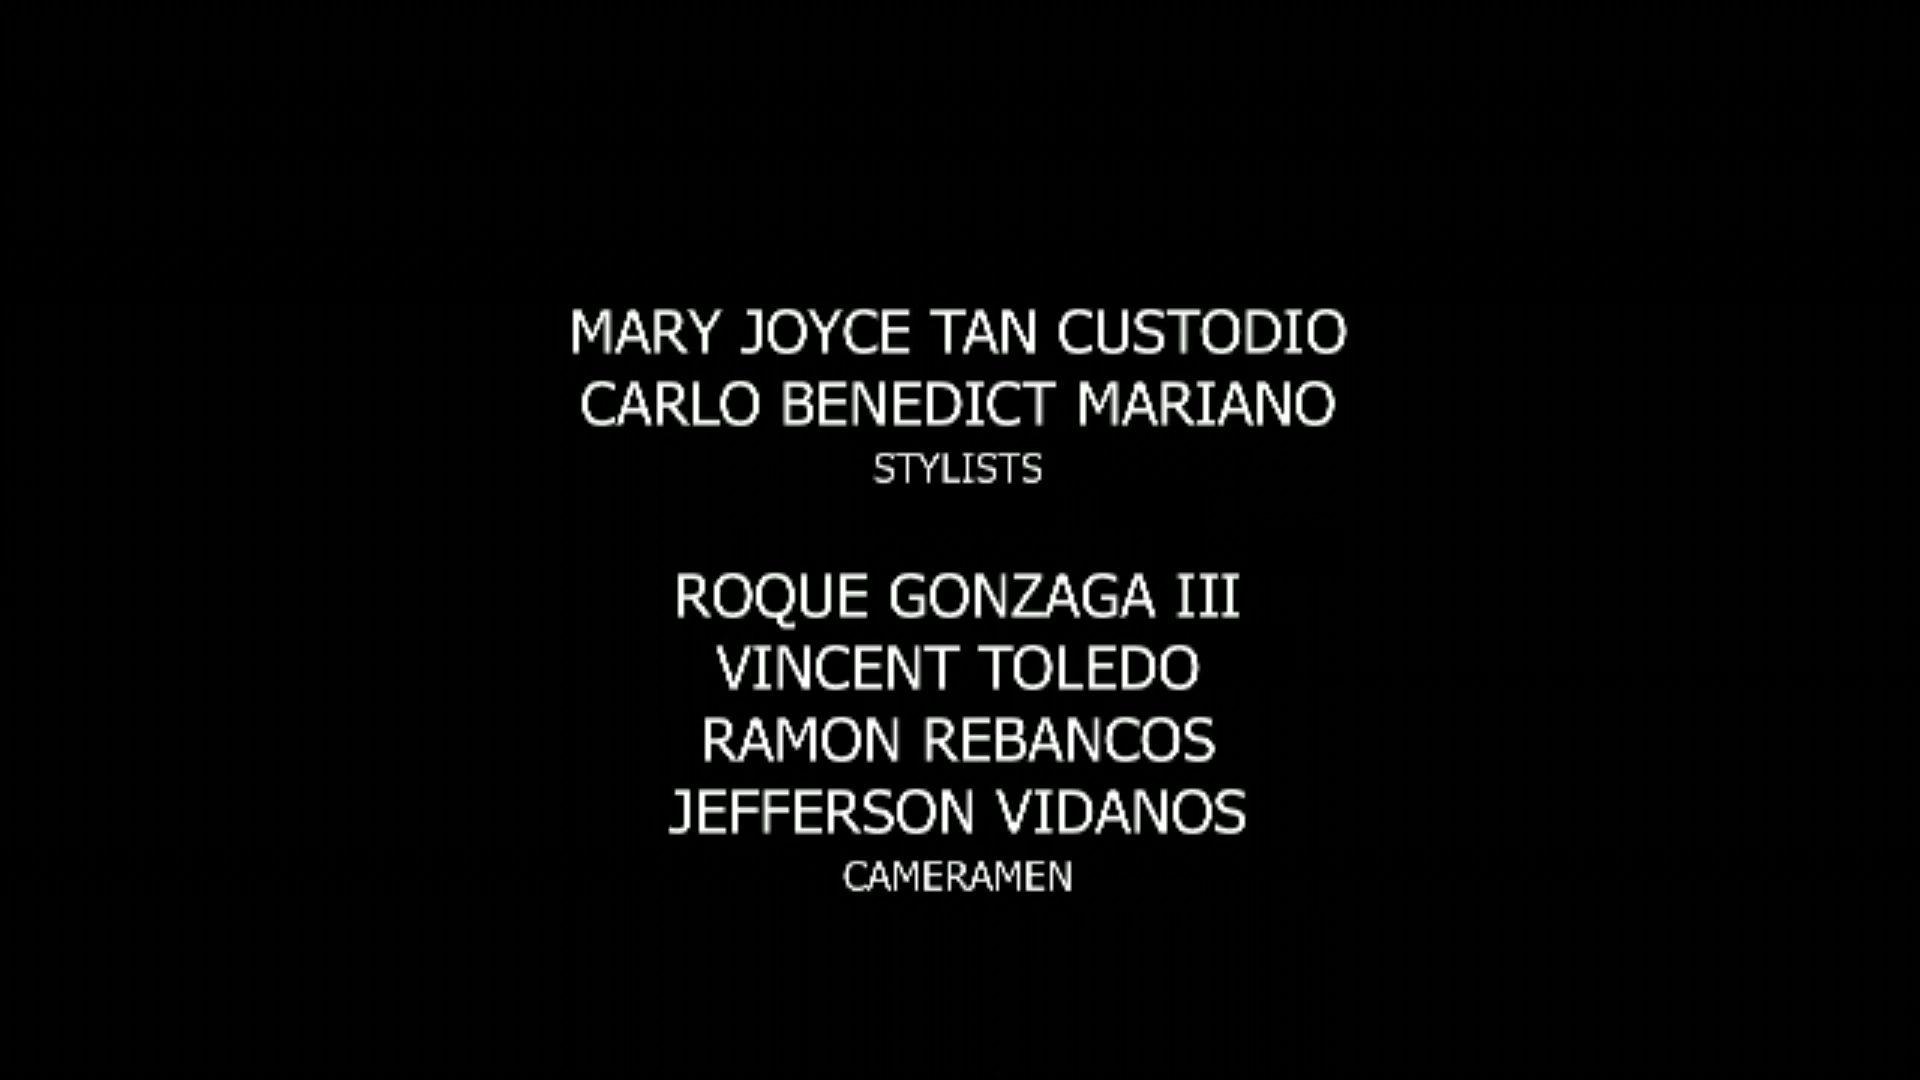 MARY JOYCE TAN CUSTODIO
CARLO BENEDICT MARIANO
STYLISTS
ROQUE GONZAGA III
VINCENT TOLEDO
RAMON REBANCOS
JEFFERSON VIDANOS
CAMERAMEN